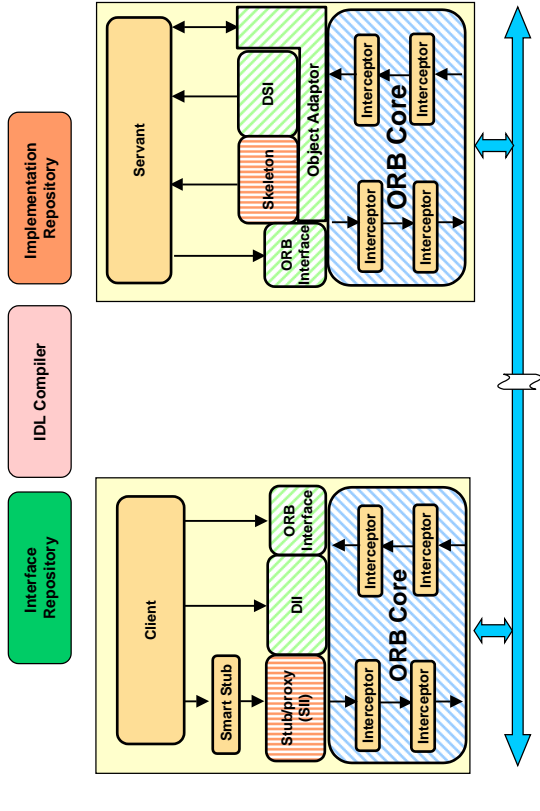 Interface
Repository
IDL Compiler
Implementation
Repository
Client
Smart Stub
Stub/proxy
(SII)
DII
ORB
Interface
Interceptor
Interceptor
ORB Core
Interceptor
Interceptor
Servant
ORB
Interface
Skeleton
DSI
Object Adaptor
Interceptor
Interceptor
ORB Core
Interceptor
Interceptor